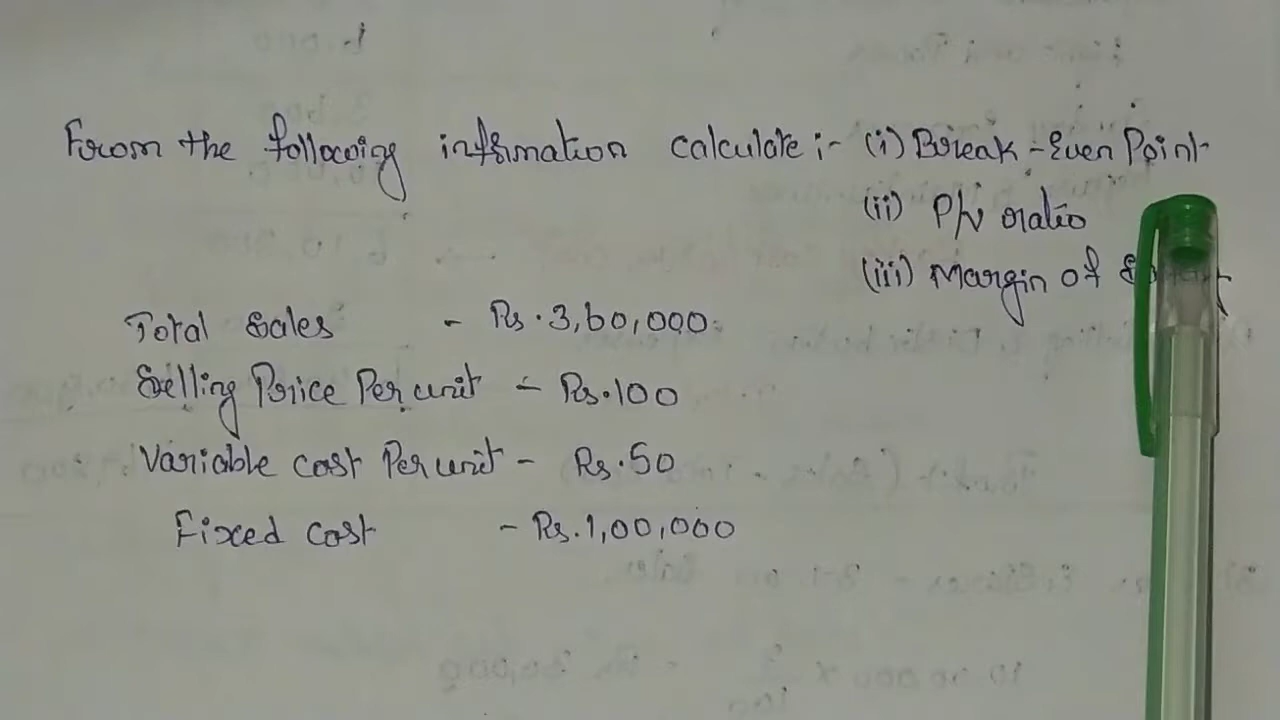 From the following infrmation calculate :- (i) Break-Even Point
(ii) P/v ratio
(iii) Margin of
Total Sales - Rs. 3,60,000
Selling Price Per unit - Rs.100
Variable cost Per unit - Rs.50
Fixed cost - Rs.1,00,000